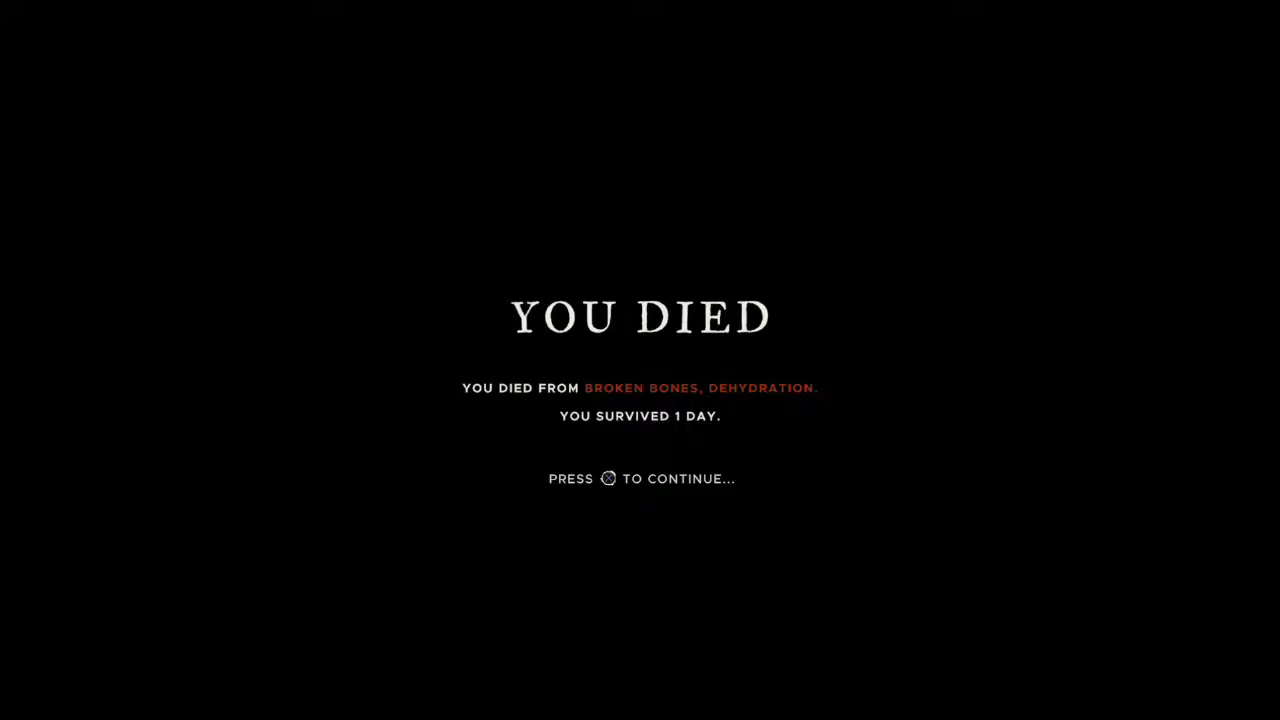 YOU DIED
YOU DIED FROM BROKEN BONES, DEHYDRATION.
YOU SURVIVED 1 DAY.
PRESS ⓧ TO CONTINUE...